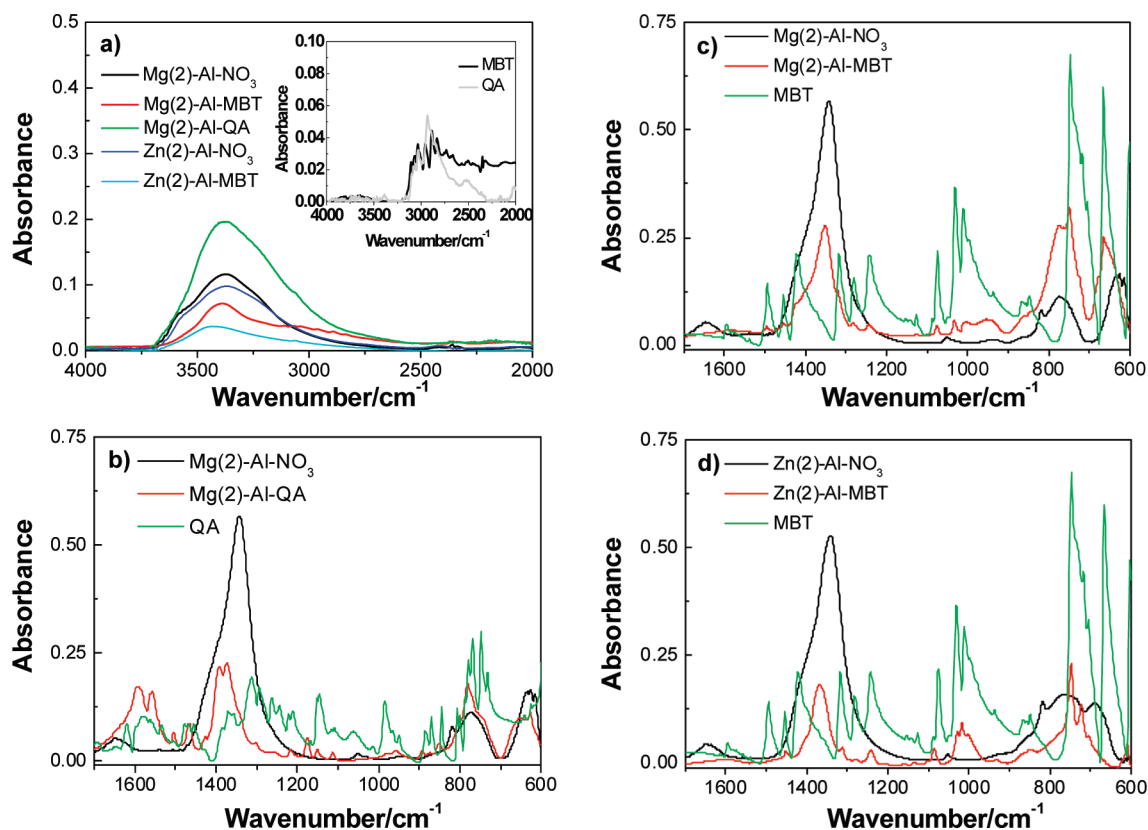 a)
Mg(2)-Al-NO₃
Mg(2)-Al-MBT
Mg(2)-Al-QA
Zn(2)-Al-NO₃
Zn(2)-Al-MBT
0.5
0.4
0.3
0.2
0.1
0.0
Absorbance
4000 3500 3000 2500 2000
Wavenumber/cm⁻¹
MBT
QA
0.10
0.08
0.06
0.04
0.02
0.00
Absorbance
4000 3500 3000 2500 2000
Wavenumber/cm⁻¹
c)
Mg(2)-Al-NO₃
Mg(2)-Al-MBT
MBT
0.75
0.50
0.25
0.00
Absorbance
1600 1400 1200 1000 800 600
Wavenumber/cm⁻¹
b)
Mg(2)-Al-NO₃
Mg(2)-Al-QA
QA
0.75
0.50
0.25
0.00
Absorbance
1600 1400 1200 1000 800 600
Wavenumber/cm⁻¹
d)
Zn(2)-Al-NO₃
Zn(2)-Al-MBT
MBT
0.75
0.50
0.25
0.00
Absorbance
1600 1400 1200 1000 800 600
Wavenumber/cm⁻¹